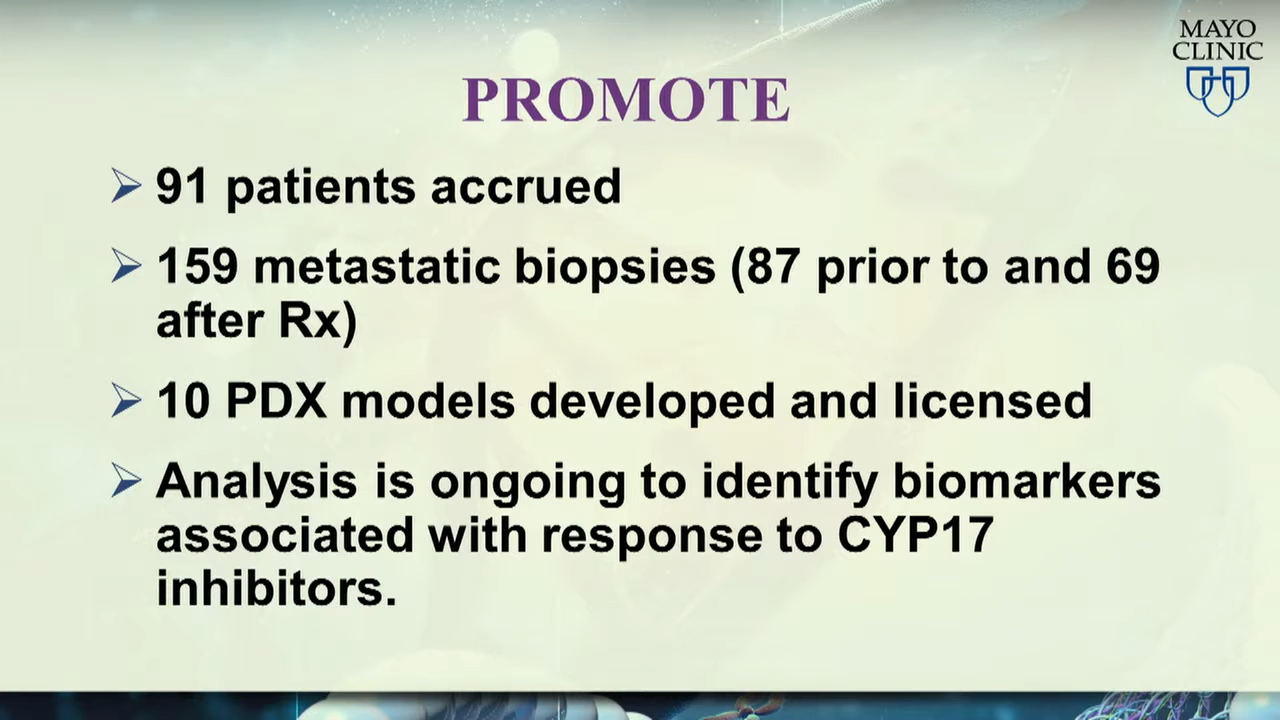 MAYO
CLINIC
PROMOTE
91 patients accrued
159 metastatic biopsies (87 prior to and 69
after Rx)
10 PDX models developed and licensed
Analysis is ongoing to identify biomarkers
associated with response to CYP17
inhibitors.